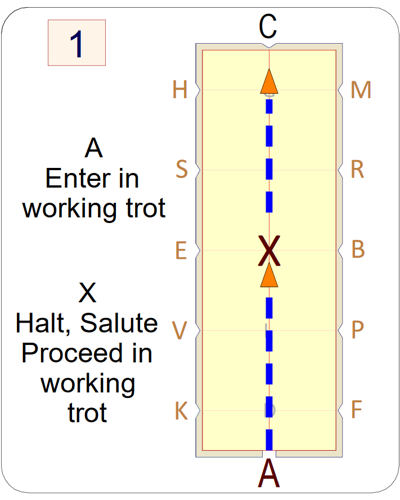 1
C
H M
A
Enter in
working trot
S R
X
E B
X
Halt, Salute
Proceed in
working
trot
V P
K F
A